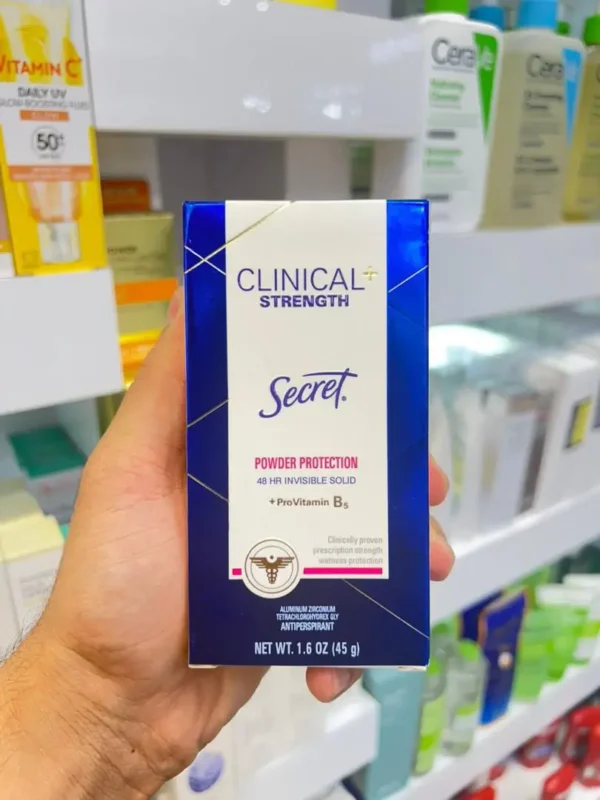 VITAMIN C
DAILY UV
50+
CeraVe
Cera
CLINICAL+
STRENGTH
Secret®
POWDER PROTECTION
48 HR INVISIBLE SOLID
+ProVitamin B5
Clinically proven
prescription strength
wetness protection
ALUMINUM ZIRCONIUM
TETRACHLOROHYDREX GLY
ANTIPERSPIRANT
NET WT. 1.6 OZ (45 g)